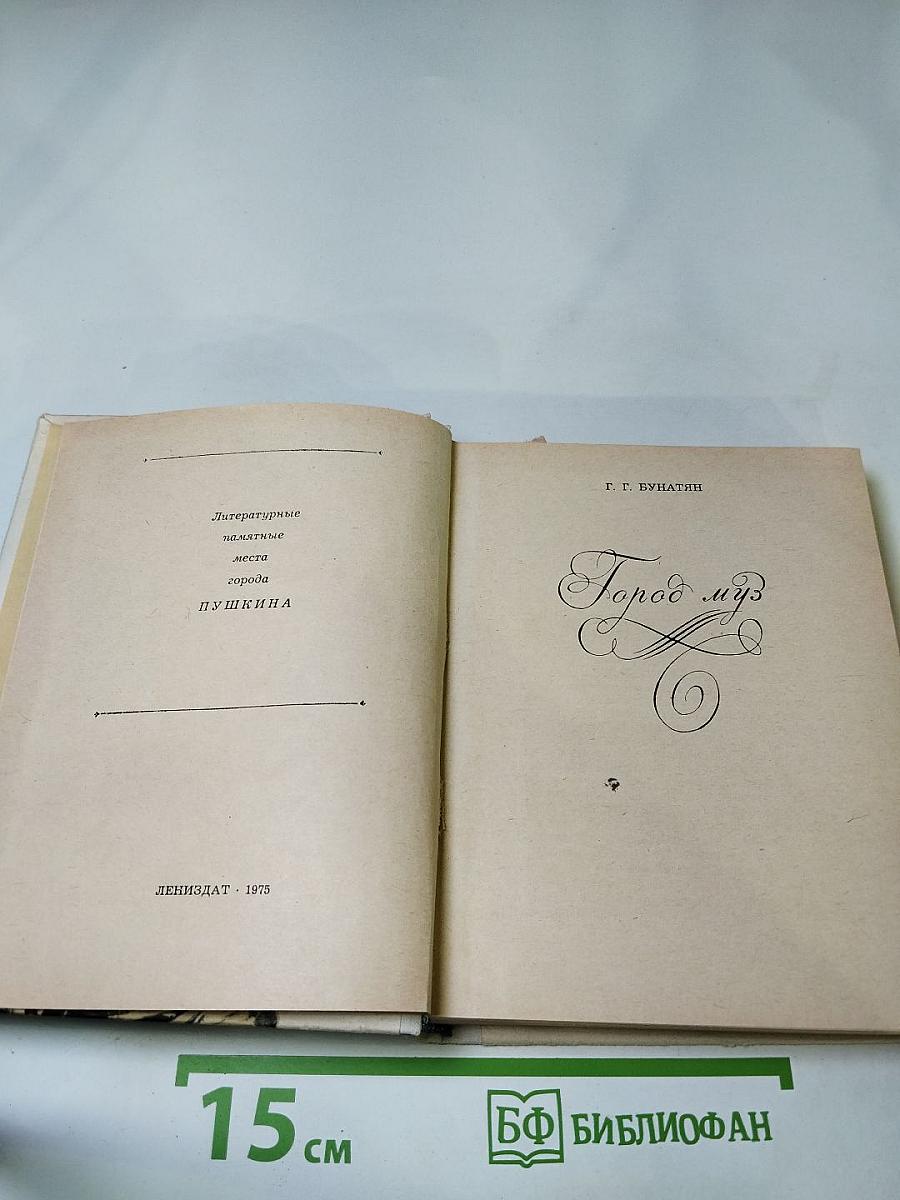 Литературные
памятные
места
города
ПУШКИНА
ЛЕНИЗДАТ · 1975
Г. Г. БУНАТЯН
Город муз
15 см
БФ БИБЛИОФАН